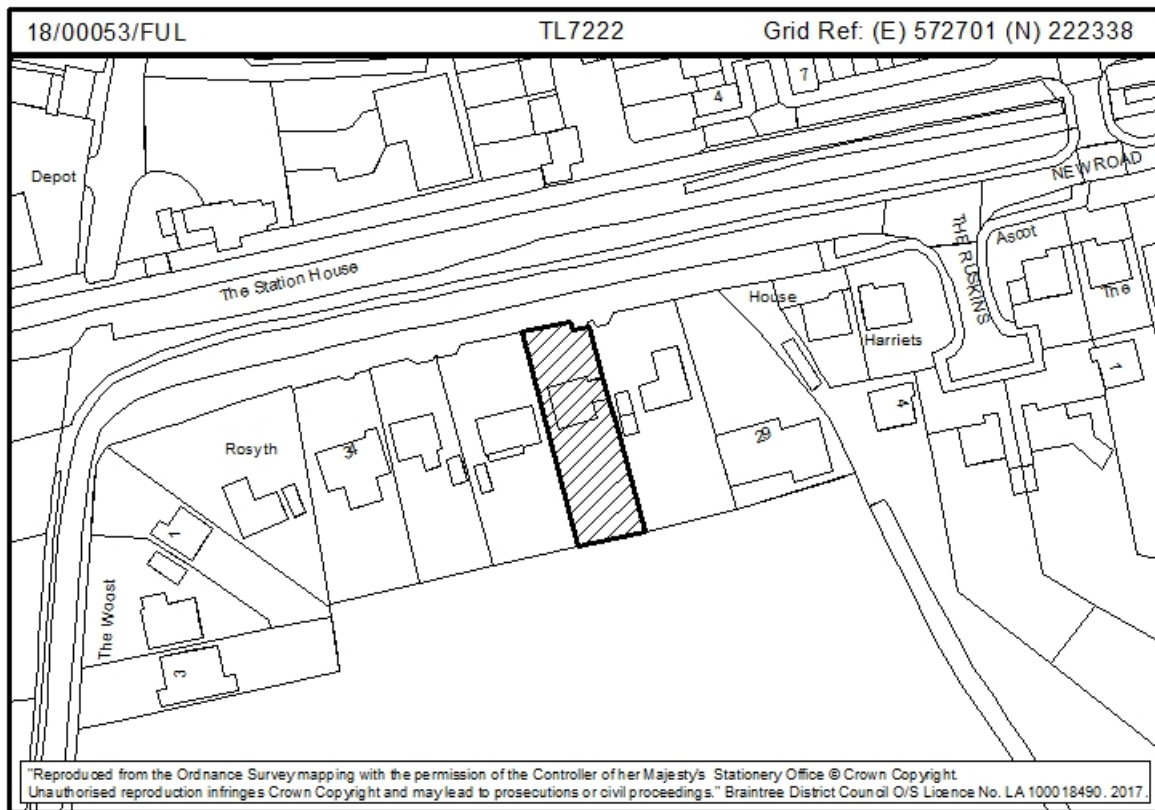 18/00053/FUL TL7222 Grid Ref: (E) 572701 (N) 222338
7
4
Depot
NEW ROAD
The Station House
THE RUSKINS
Ascot
The
House
Harriets
1
4
29
34
Rosyth
1
The Woast
3
"Reproduced from the Ordnance Survey mapping with the permission of the Controller of her Majesty's Stationery Office © Crown Copyright.
Unauthorised reproduction infringes Crown Copyright and may lead to prosecutions or civil proceedings." Braintree District Council O/S Licence No. LA 100018490. 2017.